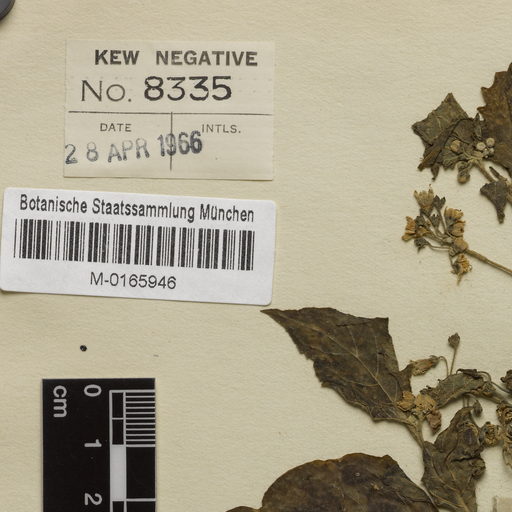 KEW NEGATIVE
No. 8335
DATE INTLS.
28 APR 1966
Botanische Staatssammlung München
M-0165946
cm 0 1 2